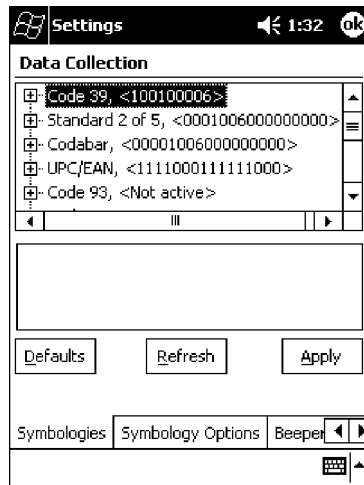 Settings 1:32 ok
Data Collection
Code 39, <100100006>
Standard 2 of 5, <0001006000000000>
Codabar, <00001006000000000>
UPC/EAN, <1111000111111000>
Code 93, <Not active>
Defaults Refresh Apply
Symbologies Symbology Options Beeper